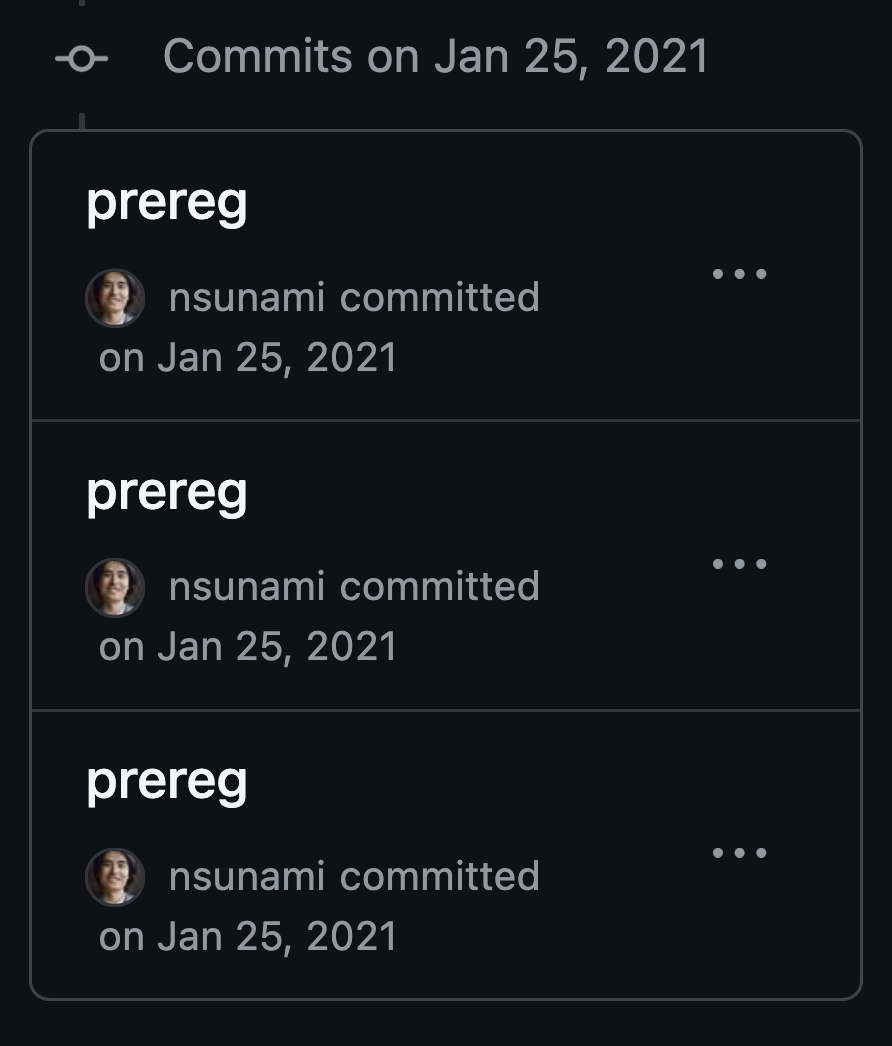 Commits on Jan 25, 2021
prereg
nsunami committed
on Jan 25, 2021
prereg
nsunami committed
on Jan 25, 2021
prereg
nsunami committed
on Jan 25, 2021